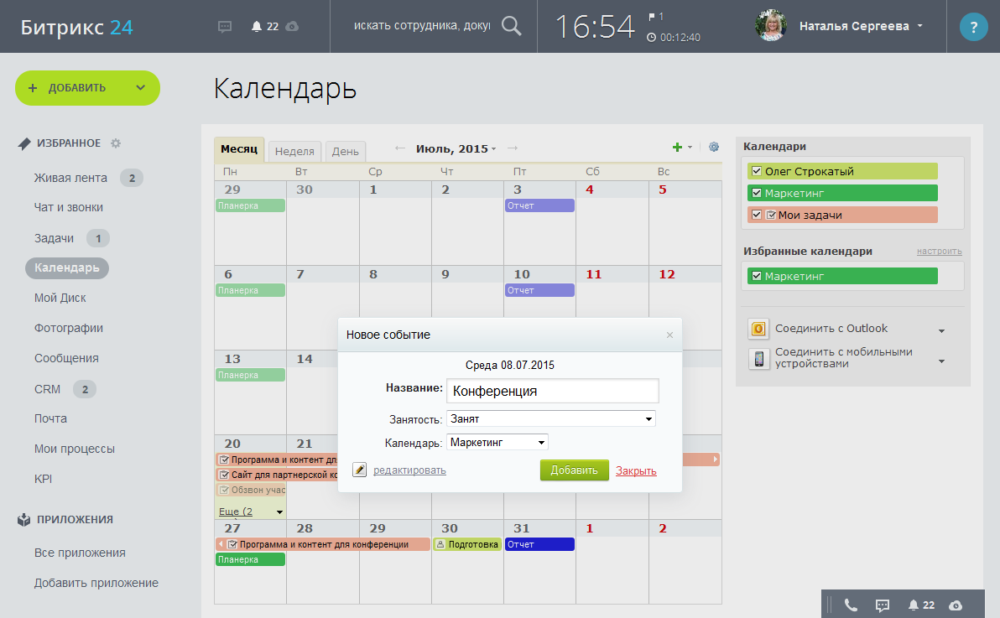 Битрикс 24
22
искать сотрудника, доку
16:54
1
00:12:40
Наталья Сергеева
?
+ ДОБАВИТЬ
Календарь
ИЗБРАННОЕ
Живая лента 2
Чат и звонки
Задачи 1
Календарь
Мой Диск
Фотографии
Сообщения
CRM 2
Почта
Мои процессы
KPI
ПРИЛОЖЕНИЯ
Все приложения
Добавить приложение
Месяц Неделя День
← Июль, 2015 →
Пн Вт Ср Чт Пт Сб Вс
29 30 1 2 3 4 5
Планерка Отчет
6 7 8 9 10 11 12
Планерка Отчет
13 14
Планерка
20 21
Программа и контент дл
Сайт для партнерской ко
Обзвон учас
Еще (2
27 28 29 30 31 1 2
Программа и контент для конференции Подготовка Отчет
Планерка
Новое событие ×
Среда 08.07.2015
Название: Конференция
Занятость: Занят
Календарь: Маркетинг
редактировать Добавить Закрыть
Календари
Олег Строкатый
Маркетинг
Мои задачи
Избранные календари настроить
Маркетинг
Соединить с Outlook
Соединить с мобильными
устройствами
22